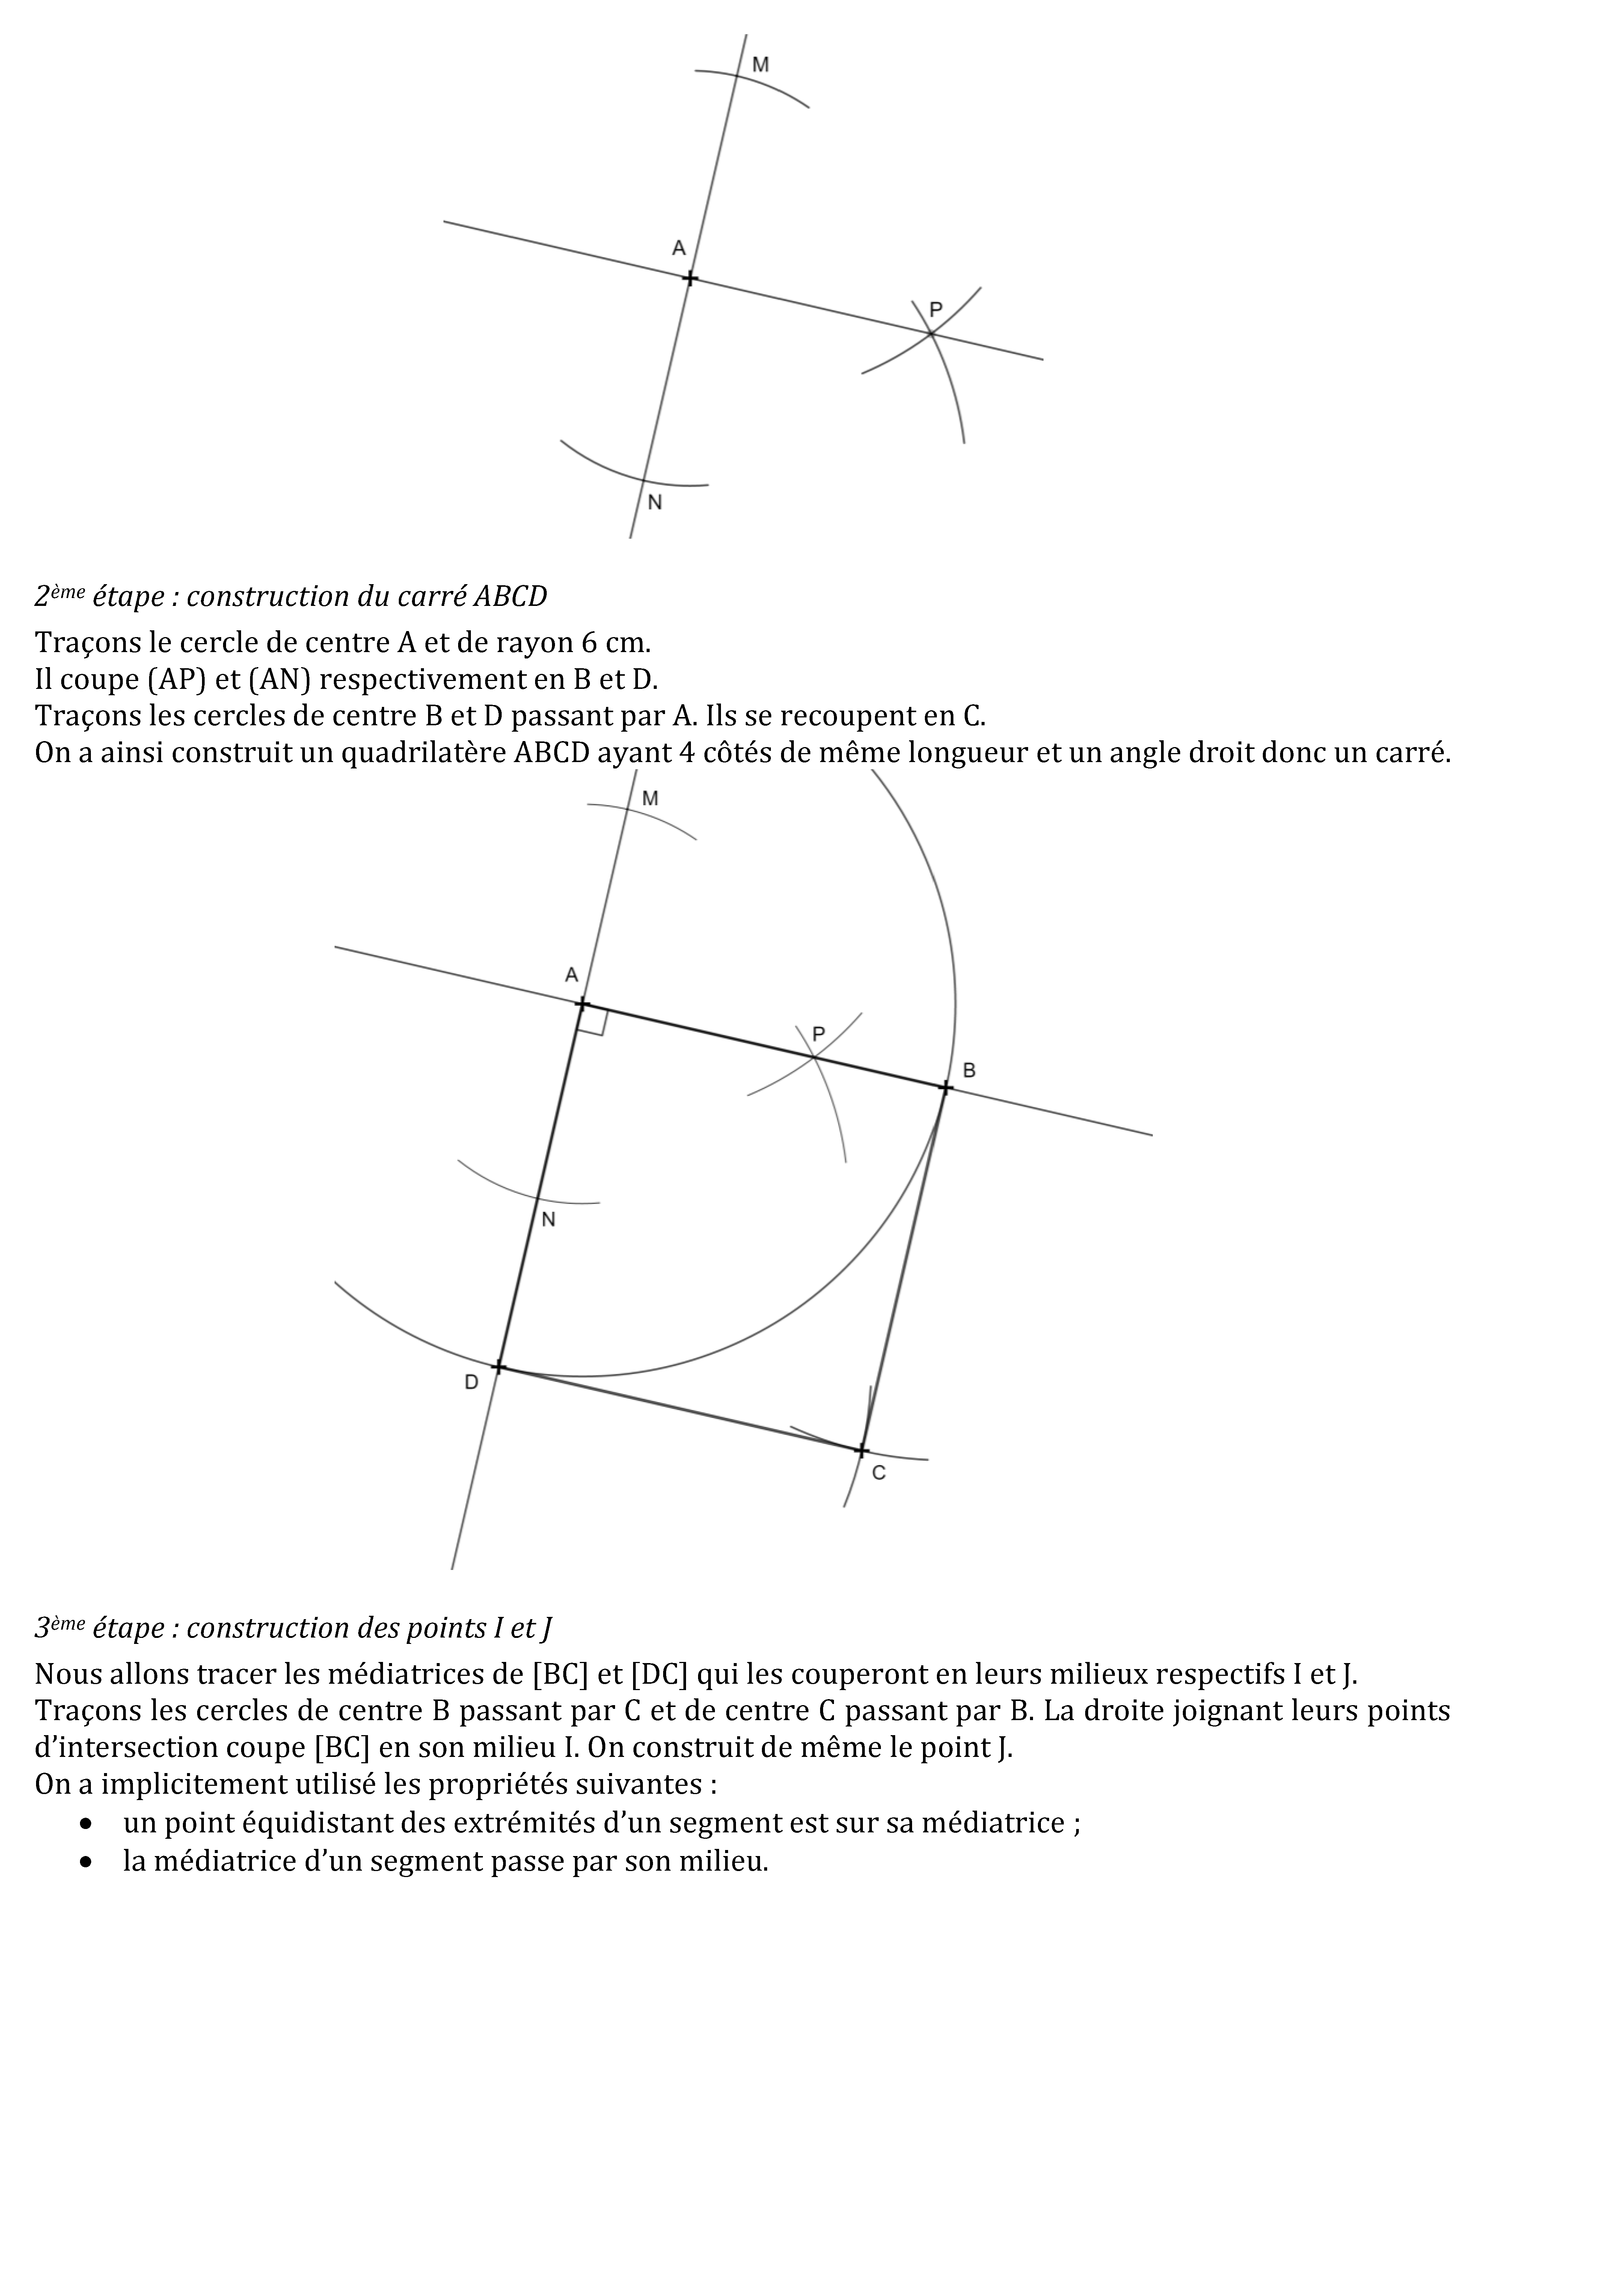 M
A
P
N
2ème étape : construction du carré ABCD
Traçons le cercle de centre A et de rayon 6 cm.
Il coupe (AP) et (AN) respectivement en B et D.
Traçons les cercles de centre B et D passant par A. Ils se recoupent en C.
On a ainsi construit un quadrilatère ABCD ayant 4 côtés de même longueur et un angle droit donc un carré.
M
A
P
B
N
D
C
3ème étape : construction des points I et J
Nous allons tracer les médiatrices de [BC] et [DC] qui les couperont en leurs milieux respectifs I et J.
Traçons les cercles de centre B passant par C et de centre C passant par B. La droite joignant leurs points
d’intersection coupe [BC] en son milieu I. On construit de même le point J.
On a implicitement utilisé les propriétés suivantes :
• un point équidistant des extrémités d’un segment est sur sa médiatrice ;
• la médiatrice d’un segment passe par son milieu.